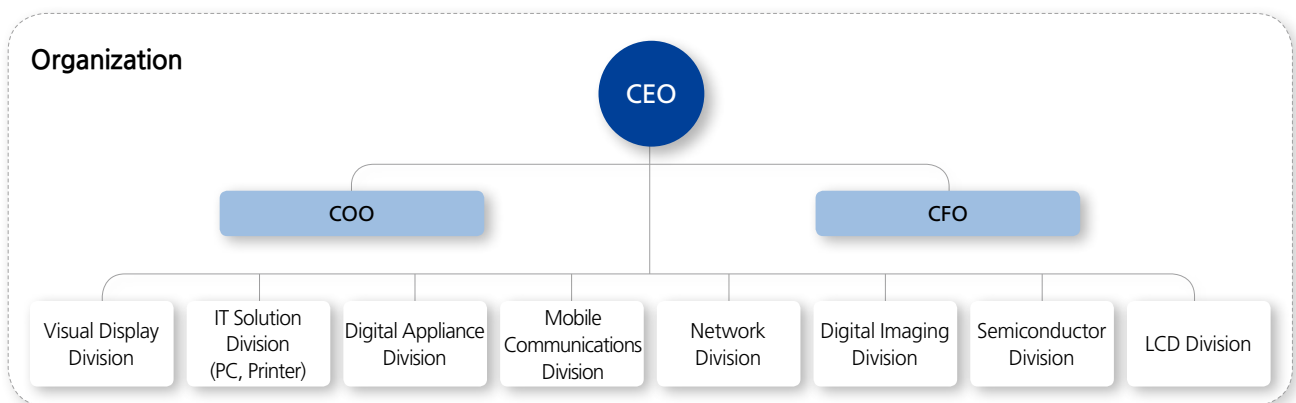 Organization
CEO
COO
CFO
Visual Display
Division
IT Solution
Division
(PC, Printer)
Digital Appliance
Division
Mobile
Communications
Division
Network
Division
Digital Imaging
Division
Semiconductor
Division
LCD Division